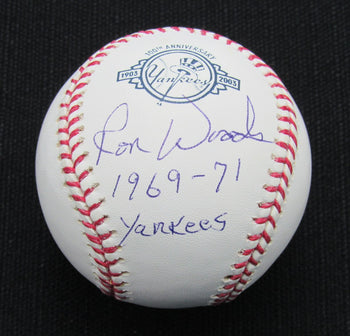 100TH ANNIVERSARY
1903 Yankees 2003
Ron Woods
1969-71
Yankees